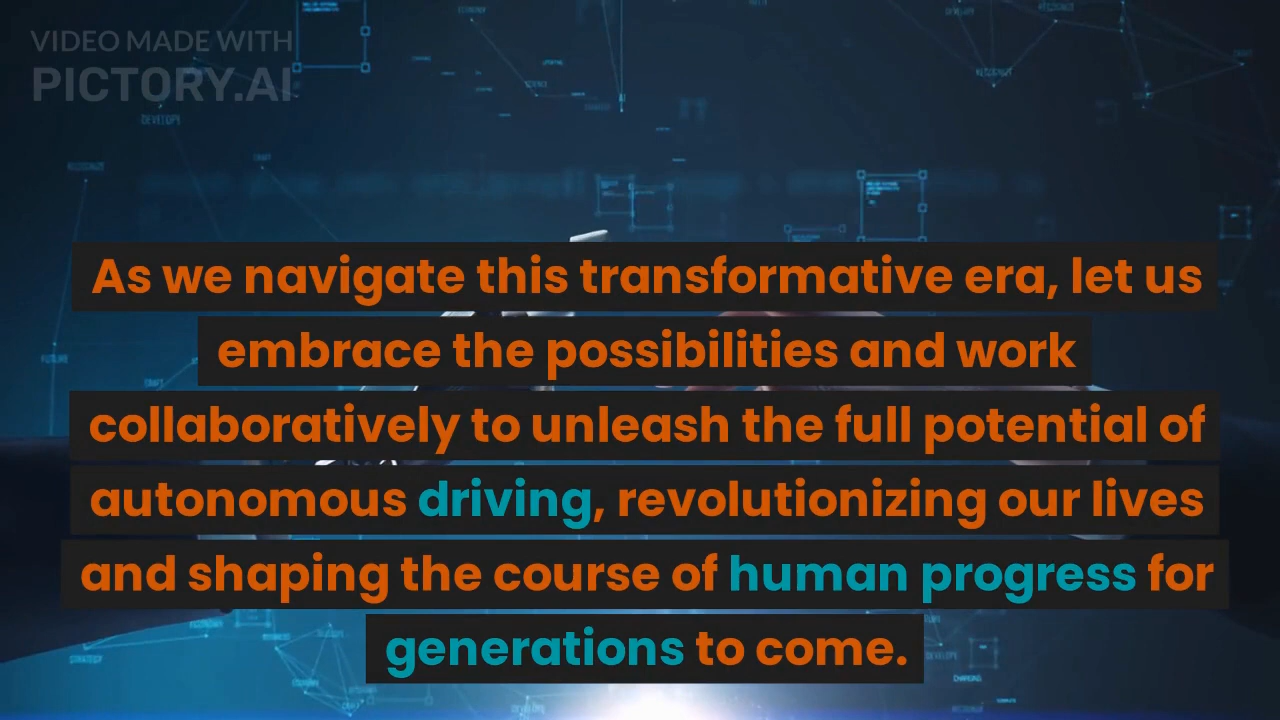 VIDEO MADE WITH
PICTORY.AI
DEVELOPY
As we navigate this transformative era, let us
embrace the possibilities and work
collaboratively to unleash the full potential of
autonomous driving, revolutionizing our lives
and shaping the course of human progress for
generations to come.
STRATEGY